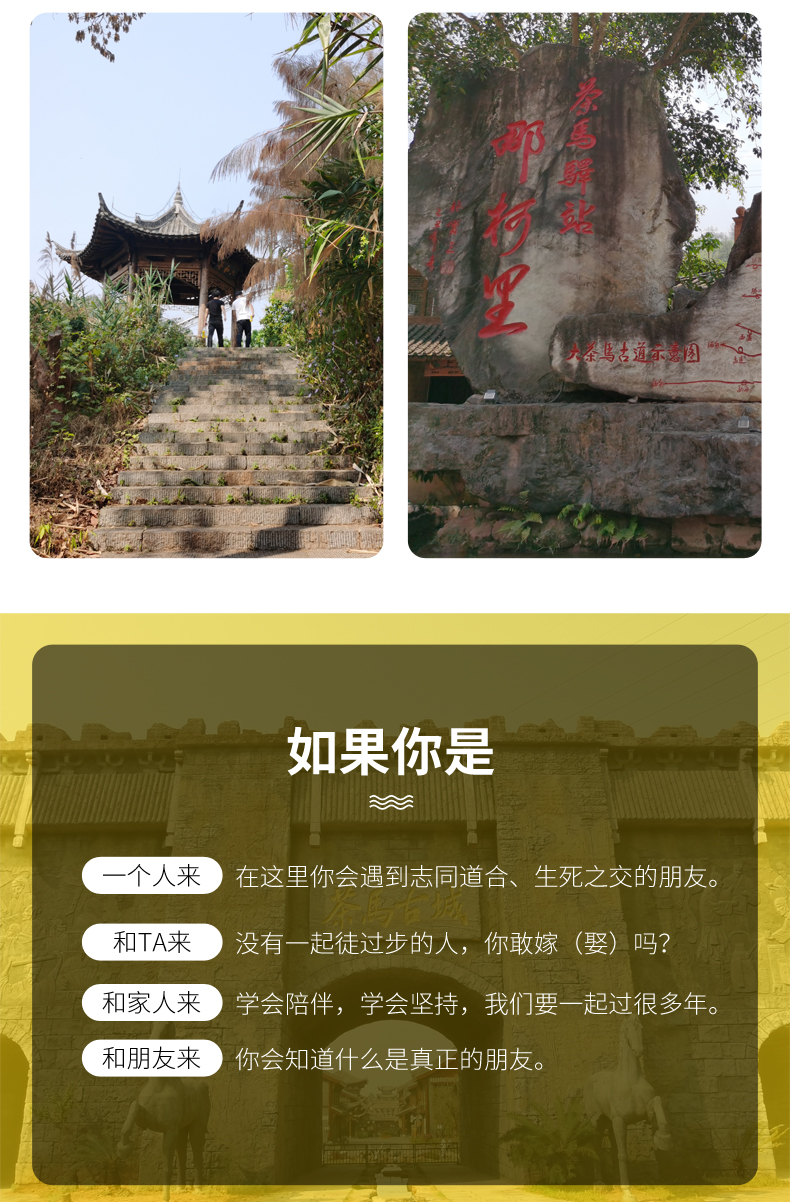 茶馬驛站
那柯里
大茶馬古道示意图
如果你是
茶馬古城
一个人来 在这里你会遇到志同道合、生死之交的朋友。
和TA来 没有一起徒过步的人，你敢嫁（娶）吗？
和家人来 学会陪伴，学会坚持，我们要一起过很多年。
和朋友来 你会知道什么是真正的朋友。